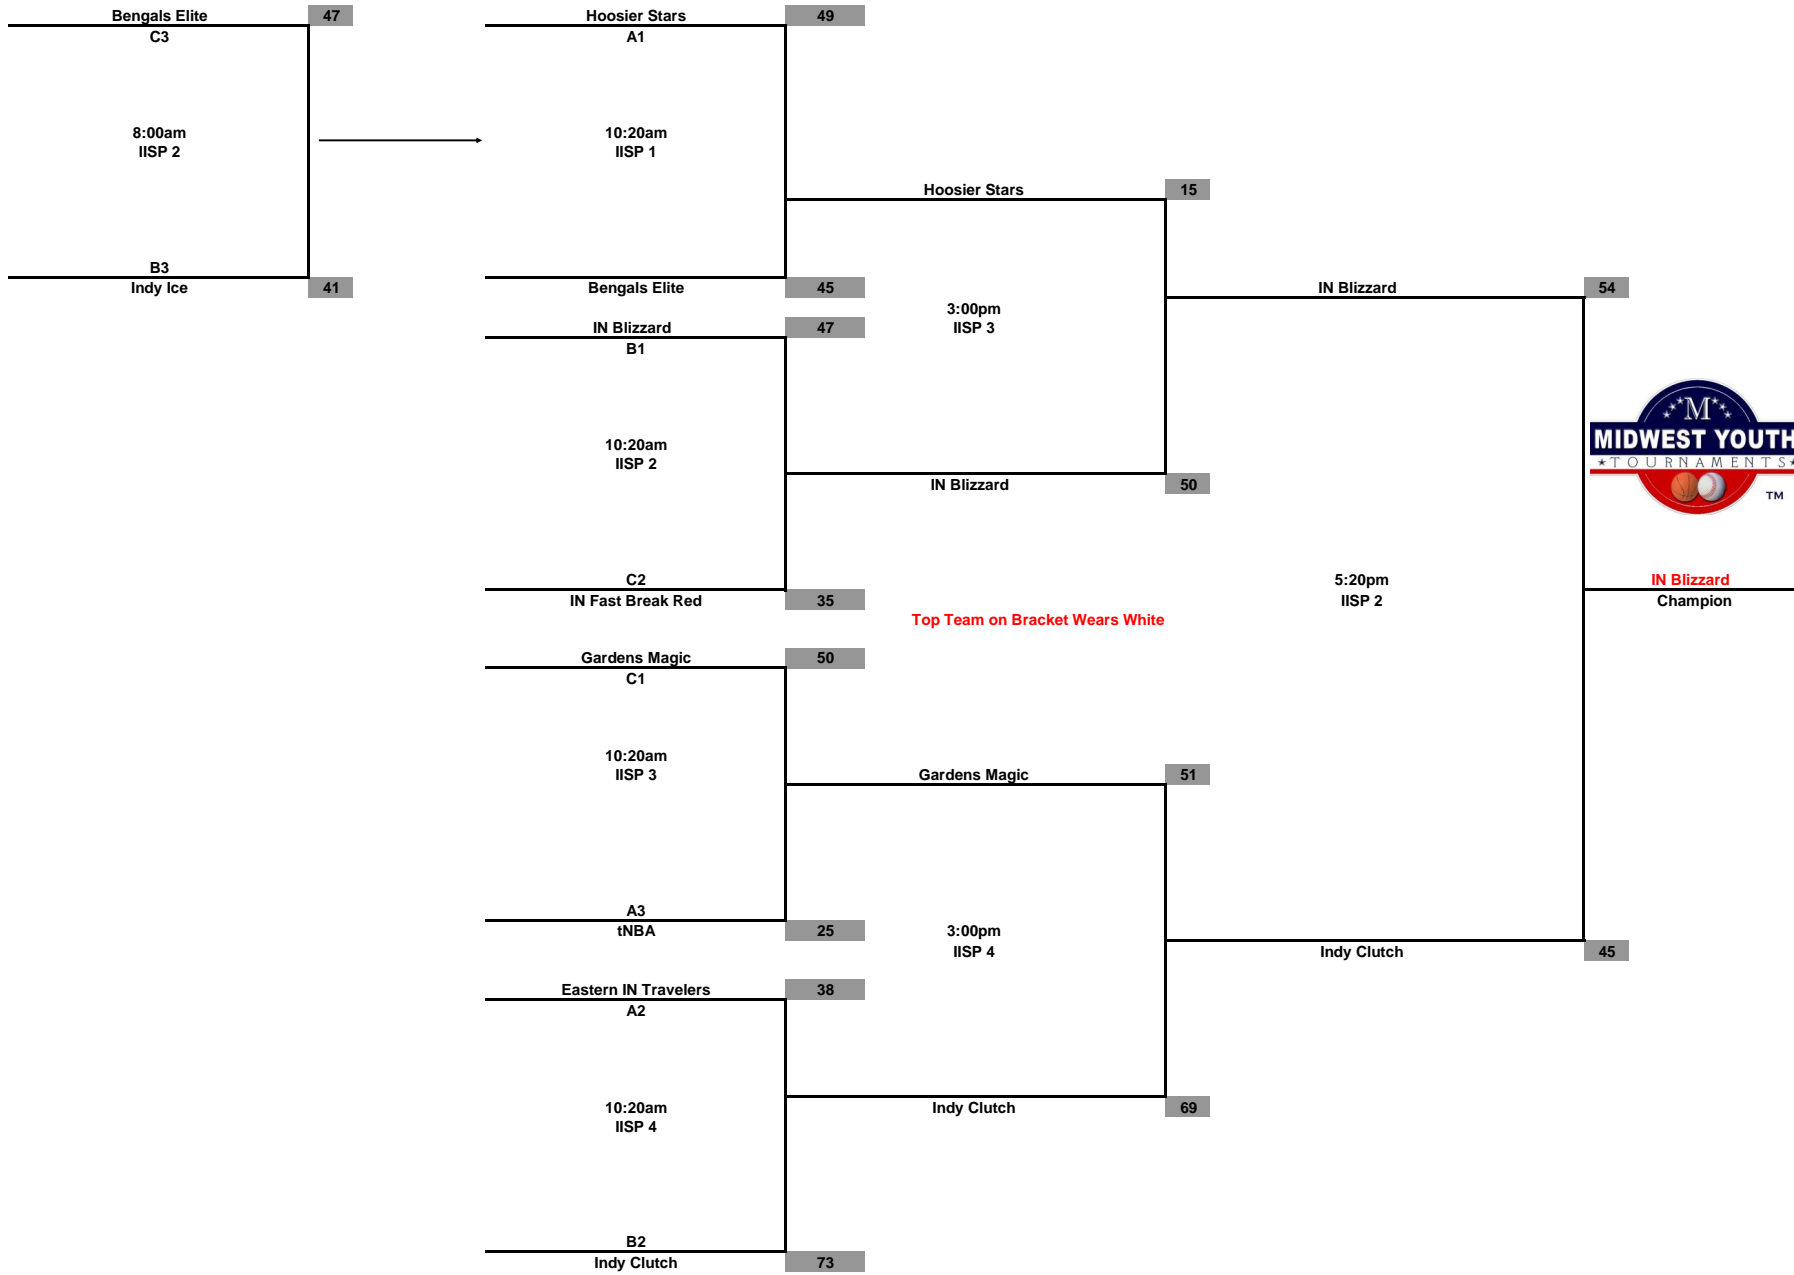 Bengals Elite 47
C3
8:00am
IISP 2
B3
Indy Ice 41
Hoosier Stars 49
A1
10:20am
IISP 1
Bengals Elite 45
IN Blizzard 47
B1
10:20am
IISP 2
C2
IN Fast Break Red 35
Gardens Magic 50
C1
10:20am
IISP 3
A3
tNBA 25
Eastern IN Travelers 38
A2
10:20am
IISP 4
B2
Indy Clutch 73
Hoosier Stars 15
3:00pm
IISP 3
IN Blizzard 50
Top Team on Bracket Wears White
Gardens Magic 51
3:00pm
IISP 4
Indy Clutch 69
IN Blizzard 54
5:20pm
IISP 2
Indy Clutch 45
M
MIDWEST YOUTH
TOURNAMENTS
TM
IN Blizzard
Champion